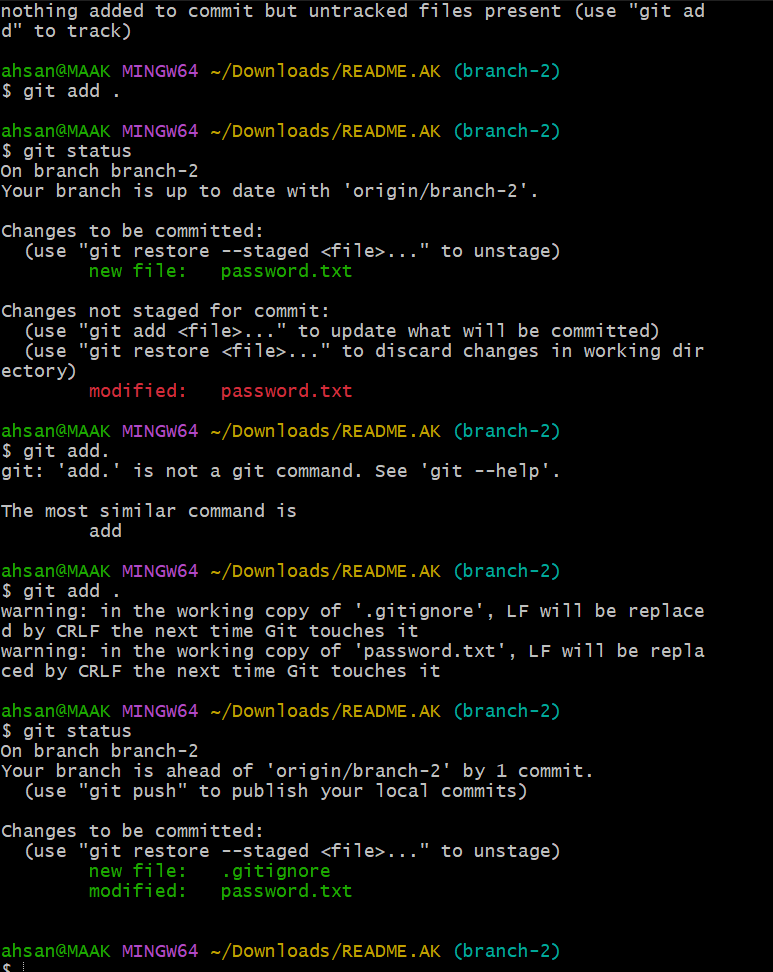 nothing added to commit but untracked files present (use "git ad
d" to track)
ahsan@MAAK MINGW64 ~/Downloads/README.AK (branch-2)
$ git add .
ahsan@MAAK MINGW64 ~/Downloads/README.AK (branch-2)
$ git status
On branch branch-2
Your branch is up to date with 'origin/branch-2'.
Changes to be committed:
  (use "git restore --staged <file>..." to unstage)
        new file:   password.txt
Changes not staged for commit:
  (use "git add <file>..." to update what will be committed)
  (use "git restore <file>..." to discard changes in working dir
ectory)
        modified:   password.txt
ahsan@MAAK MINGW64 ~/Downloads/README.AK (branch-2)
$ git add.
git: 'add.' is not a git command. See 'git --help'.
The most similar command is
        add
ahsan@MAAK MINGW64 ~/Downloads/README.AK (branch-2)
$ git add .
warning: in the working copy of '.gitignore', LF will be replace
d by CRLF the next time Git touches it
warning: in the working copy of 'password.txt', LF will be repla
ced by CRLF the next time Git touches it
ahsan@MAAK MINGW64 ~/Downloads/README.AK (branch-2)
$ git status
On branch branch-2
Your branch is ahead of 'origin/branch-2' by 1 commit.
  (use "git push" to publish your local commits)
Changes to be committed:
  (use "git restore --staged <file>..." to unstage)
        new file:   .gitignore
        modified:   password.txt
ahsan@MAAK MINGW64 ~/Downloads/README.AK (branch-2)
$